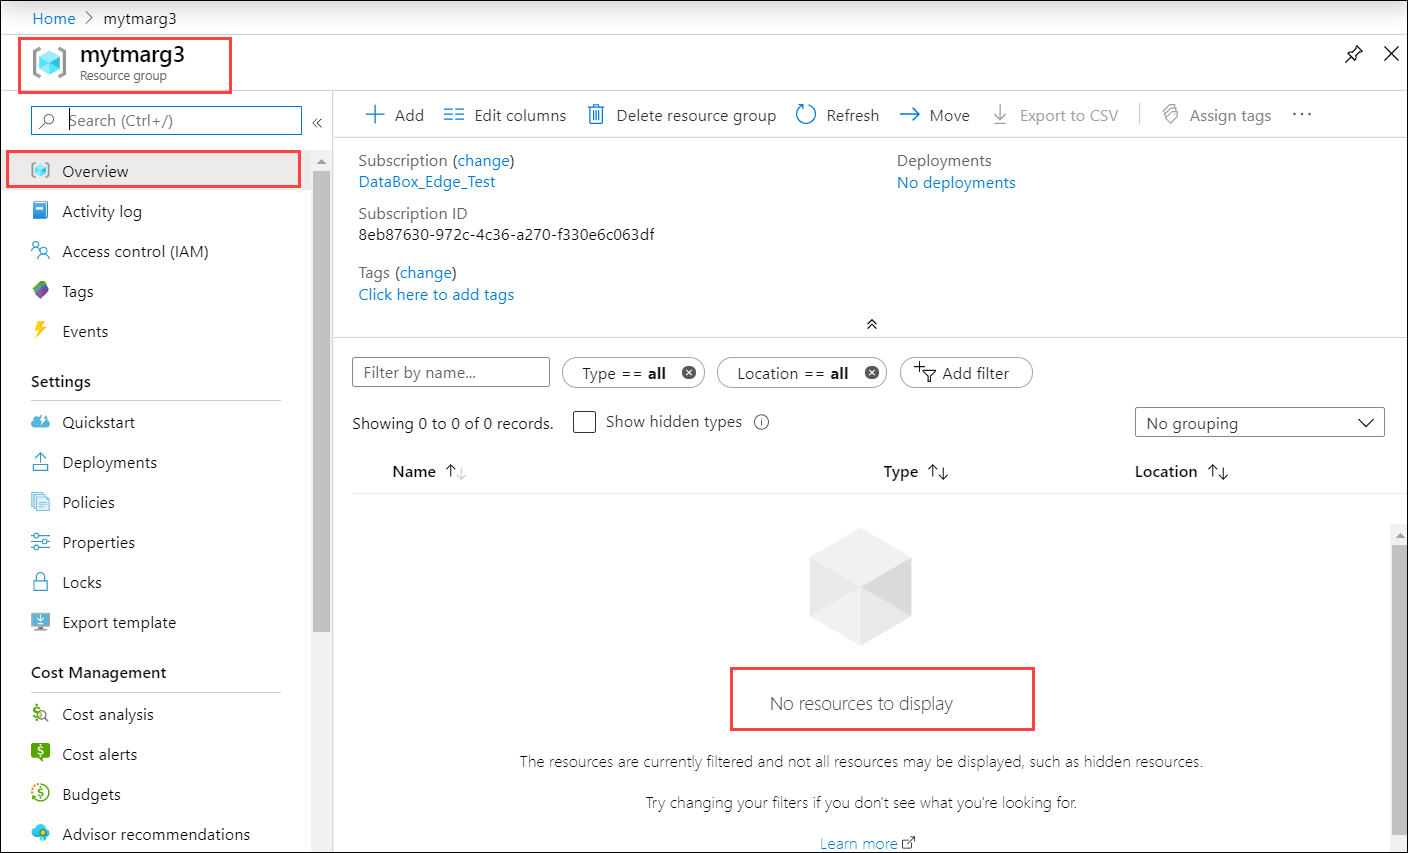 Home > mytmarg3
mytmarg3
Resource group
Search (Ctrl+/)
«
Overview
Activity log
Access control (IAM)
Tags
Events
Settings
Quickstart
Deployments
Policies
Properties
Locks
Export template
Cost Management
Cost analysis
Cost alerts
Budgets
Advisor recommendations
Add Edit columns Delete resource group Refresh Move Export to CSV Assign tags ...
Subscription (change)
DataBox_Edge_Test
Subscription ID
8eb87630-972c-4c36-a270-f330e6c063df
Tags (change)
Click here to add tags
Deployments
No deployments
Filter by name... Type == all Location == all Add filter
Showing 0 to 0 of 0 records. Show hidden types No grouping
Name Type Location
No resources to display
The resources are currently filtered and not all resources may be displayed, such as hidden resources.
Try changing your filters if you don't see what you're looking for.
Learn more